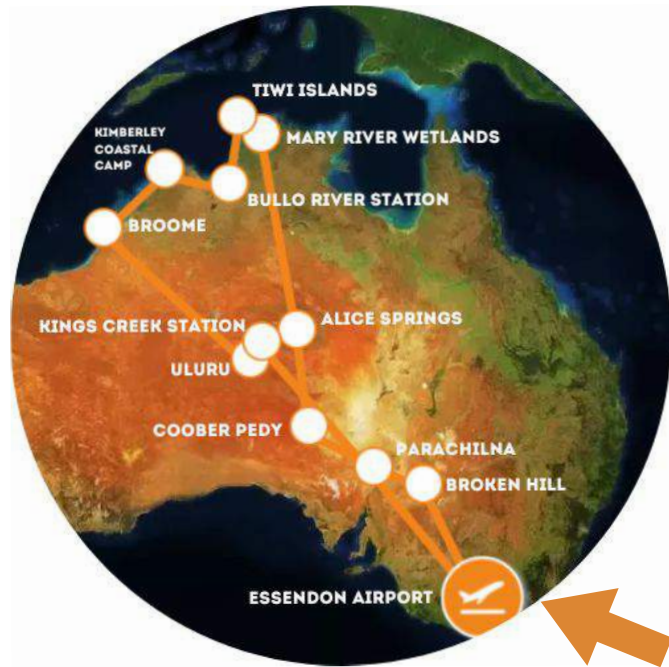 TIWI ISLANDS
MARY RIVER WETLANDS
KIMBERLEY
COASTAL
CAMP
BULLO RIVER STATION
BROOME
KINGS CREEK STATION
ALICE SPRINGS
ULURU
COOBER PEDY
PARACHILNA
BROKEN HILL
ESSENDON AIRPORT